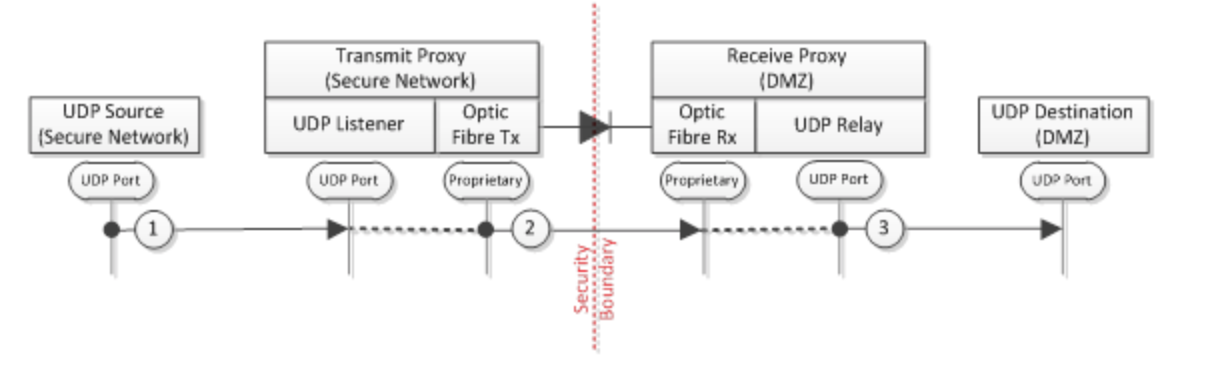 Transmit Proxy
(Secure Network)
Receive Proxy
(DMZ)
UDP Source
(Secure Network)
UDP Listener
Optic
Fibre Tx
Optic
Fibre Rx
UDP Relay
UDP Destination
(DMZ)
UDP Port
UDP Port
Proprietary
Proprietary
UDP Port
UDP Port
1
2
3
Security
Boundary